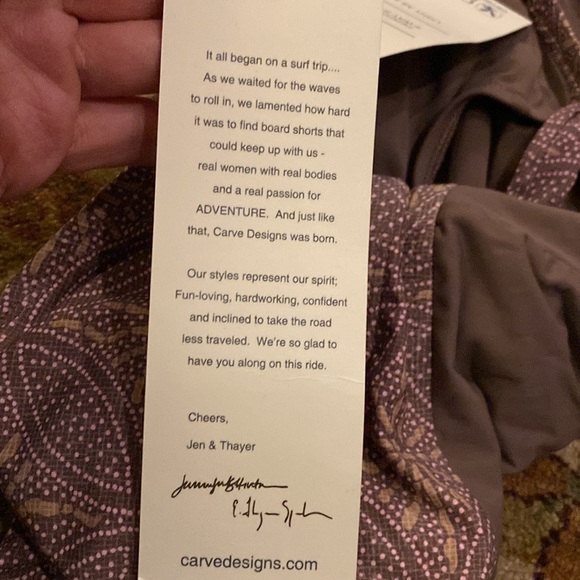 It all began on a surf trip....
As we waited for the waves
to roll in, we lamented how hard
it was to find board shorts that
could keep up with us -
real women with real bodies
and a real passion for
ADVENTURE. And just like
that, Carve Designs was born.
Our styles represent our spirit;
Fun-loving, hardworking, confident
and inclined to take the road
less traveled. We're so glad to
have you along on this ride.
Cheers,
Jen & Thayer
carvedesigns.com